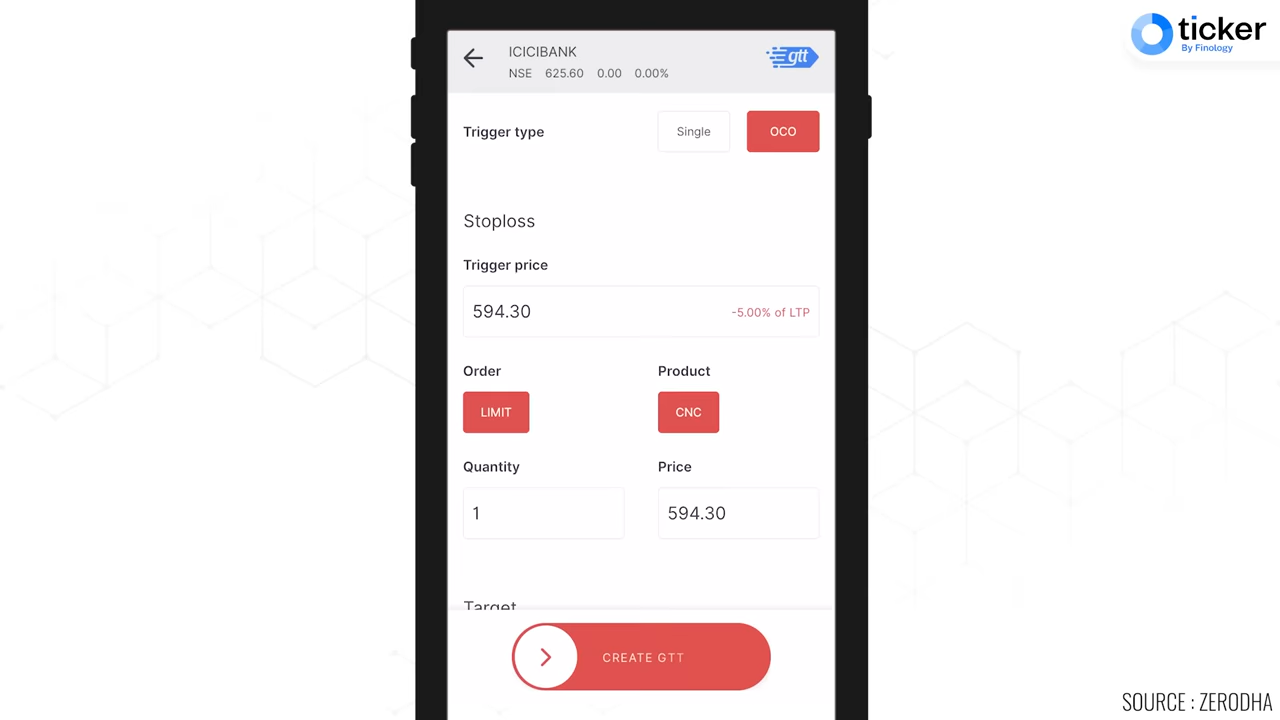 ticker
By Finology
ICICIBANK
gtt
NSE 625.60 0.00 0.00%
Trigger type
Single
OCO
Stoploss
Trigger price
594.30
-5.00% of LTP
Order
Product
LIMIT
CNC
Quantity
Price
1
594.30
Target
CREATE GTT
SOURCE : ZERODHA